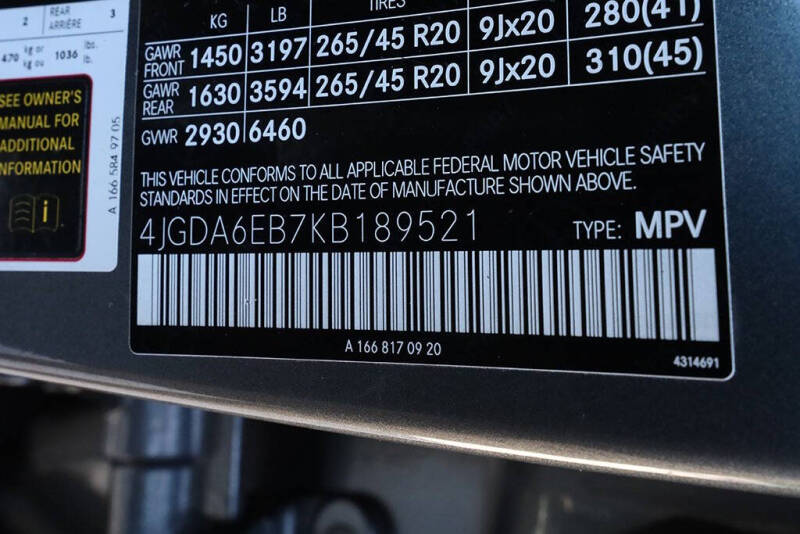 2 REAR ARRIÈRE 3
470 kg or kg ou 1036 lbs. lb.
SEE OWNER'S
MANUAL FOR
ADDITIONAL
INFORMATION
i
A 166 584 97 05
KG LB TIRES
GAWR FRONT 1450 3197 265/45 R20 9Jx20 280(41)
GAWR REAR 1630 3594 265/45 R20 9Jx20 310(45)
GVWR 2930 6460
THIS VEHICLE CONFORMS TO ALL APPLICABLE FEDERAL MOTOR VEHICLE SAFETY
STANDARDS IN EFFECT ON THE DATE OF MANUFACTURE SHOWN ABOVE.
4JGDA6EB7KB189521 TYPE: MPV
A 166 817 09 20
4314691